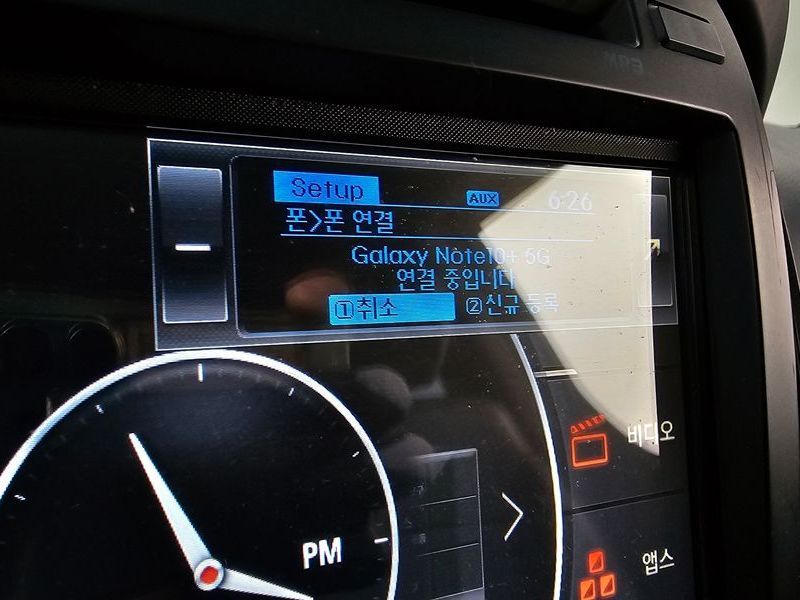 MP3
Setup AUX 6:26
폰>폰 연결
Galaxy Note10+ 5G
연결 중입니다
①취소 ②신규 등록
비디오
PM
앱스